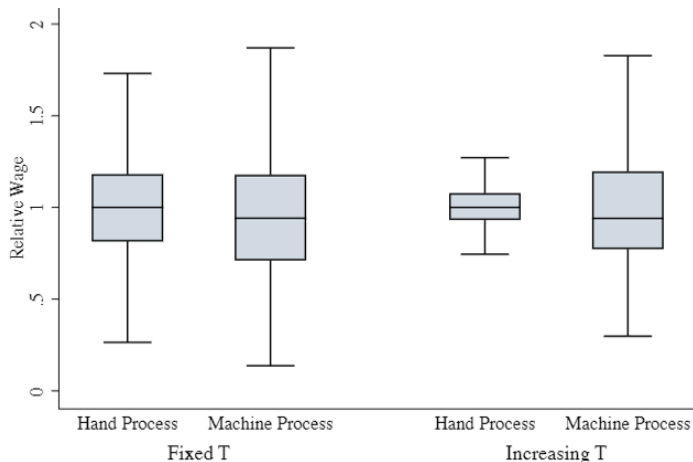 Relative Wage
2
1.5
1
.5
0
Hand Process Machine Process Hand Process Machine Process
Fixed T Increasing T